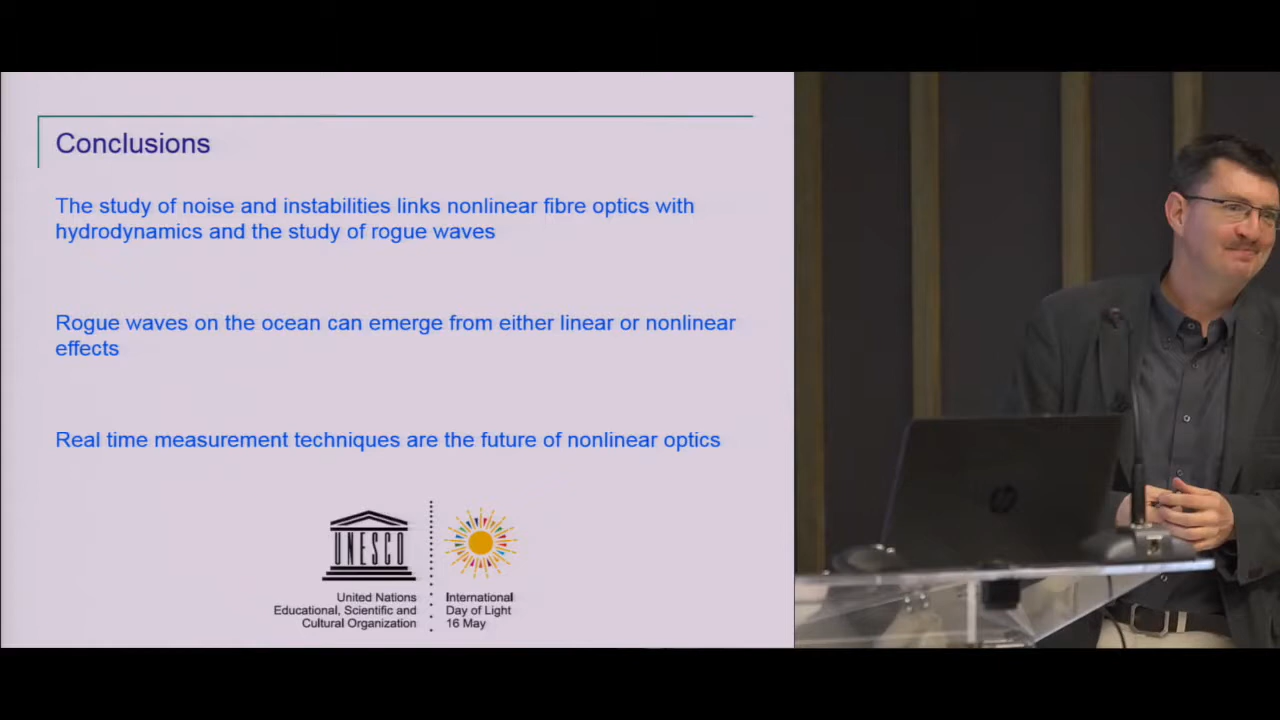 Conclusions
The study of noise and instabilities links nonlinear fibre optics with
hydrodynamics and the study of rogue waves
Rogue waves on the ocean can emerge from either linear or nonlinear
effects
Real time measurement techniques are the future of nonlinear optics
UNESCO
United Nations
Educational, Scientific and
Cultural Organization
International
Day of Light
16 May
hp